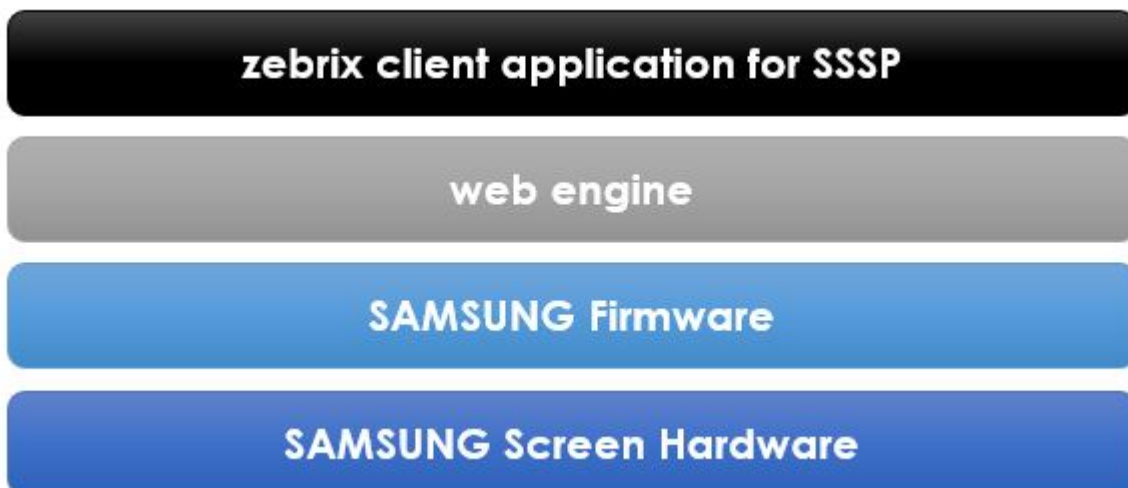 zebrix client application for SSSP
web engine
SAMSUNG Firmware
SAMSUNG Screen Hardware